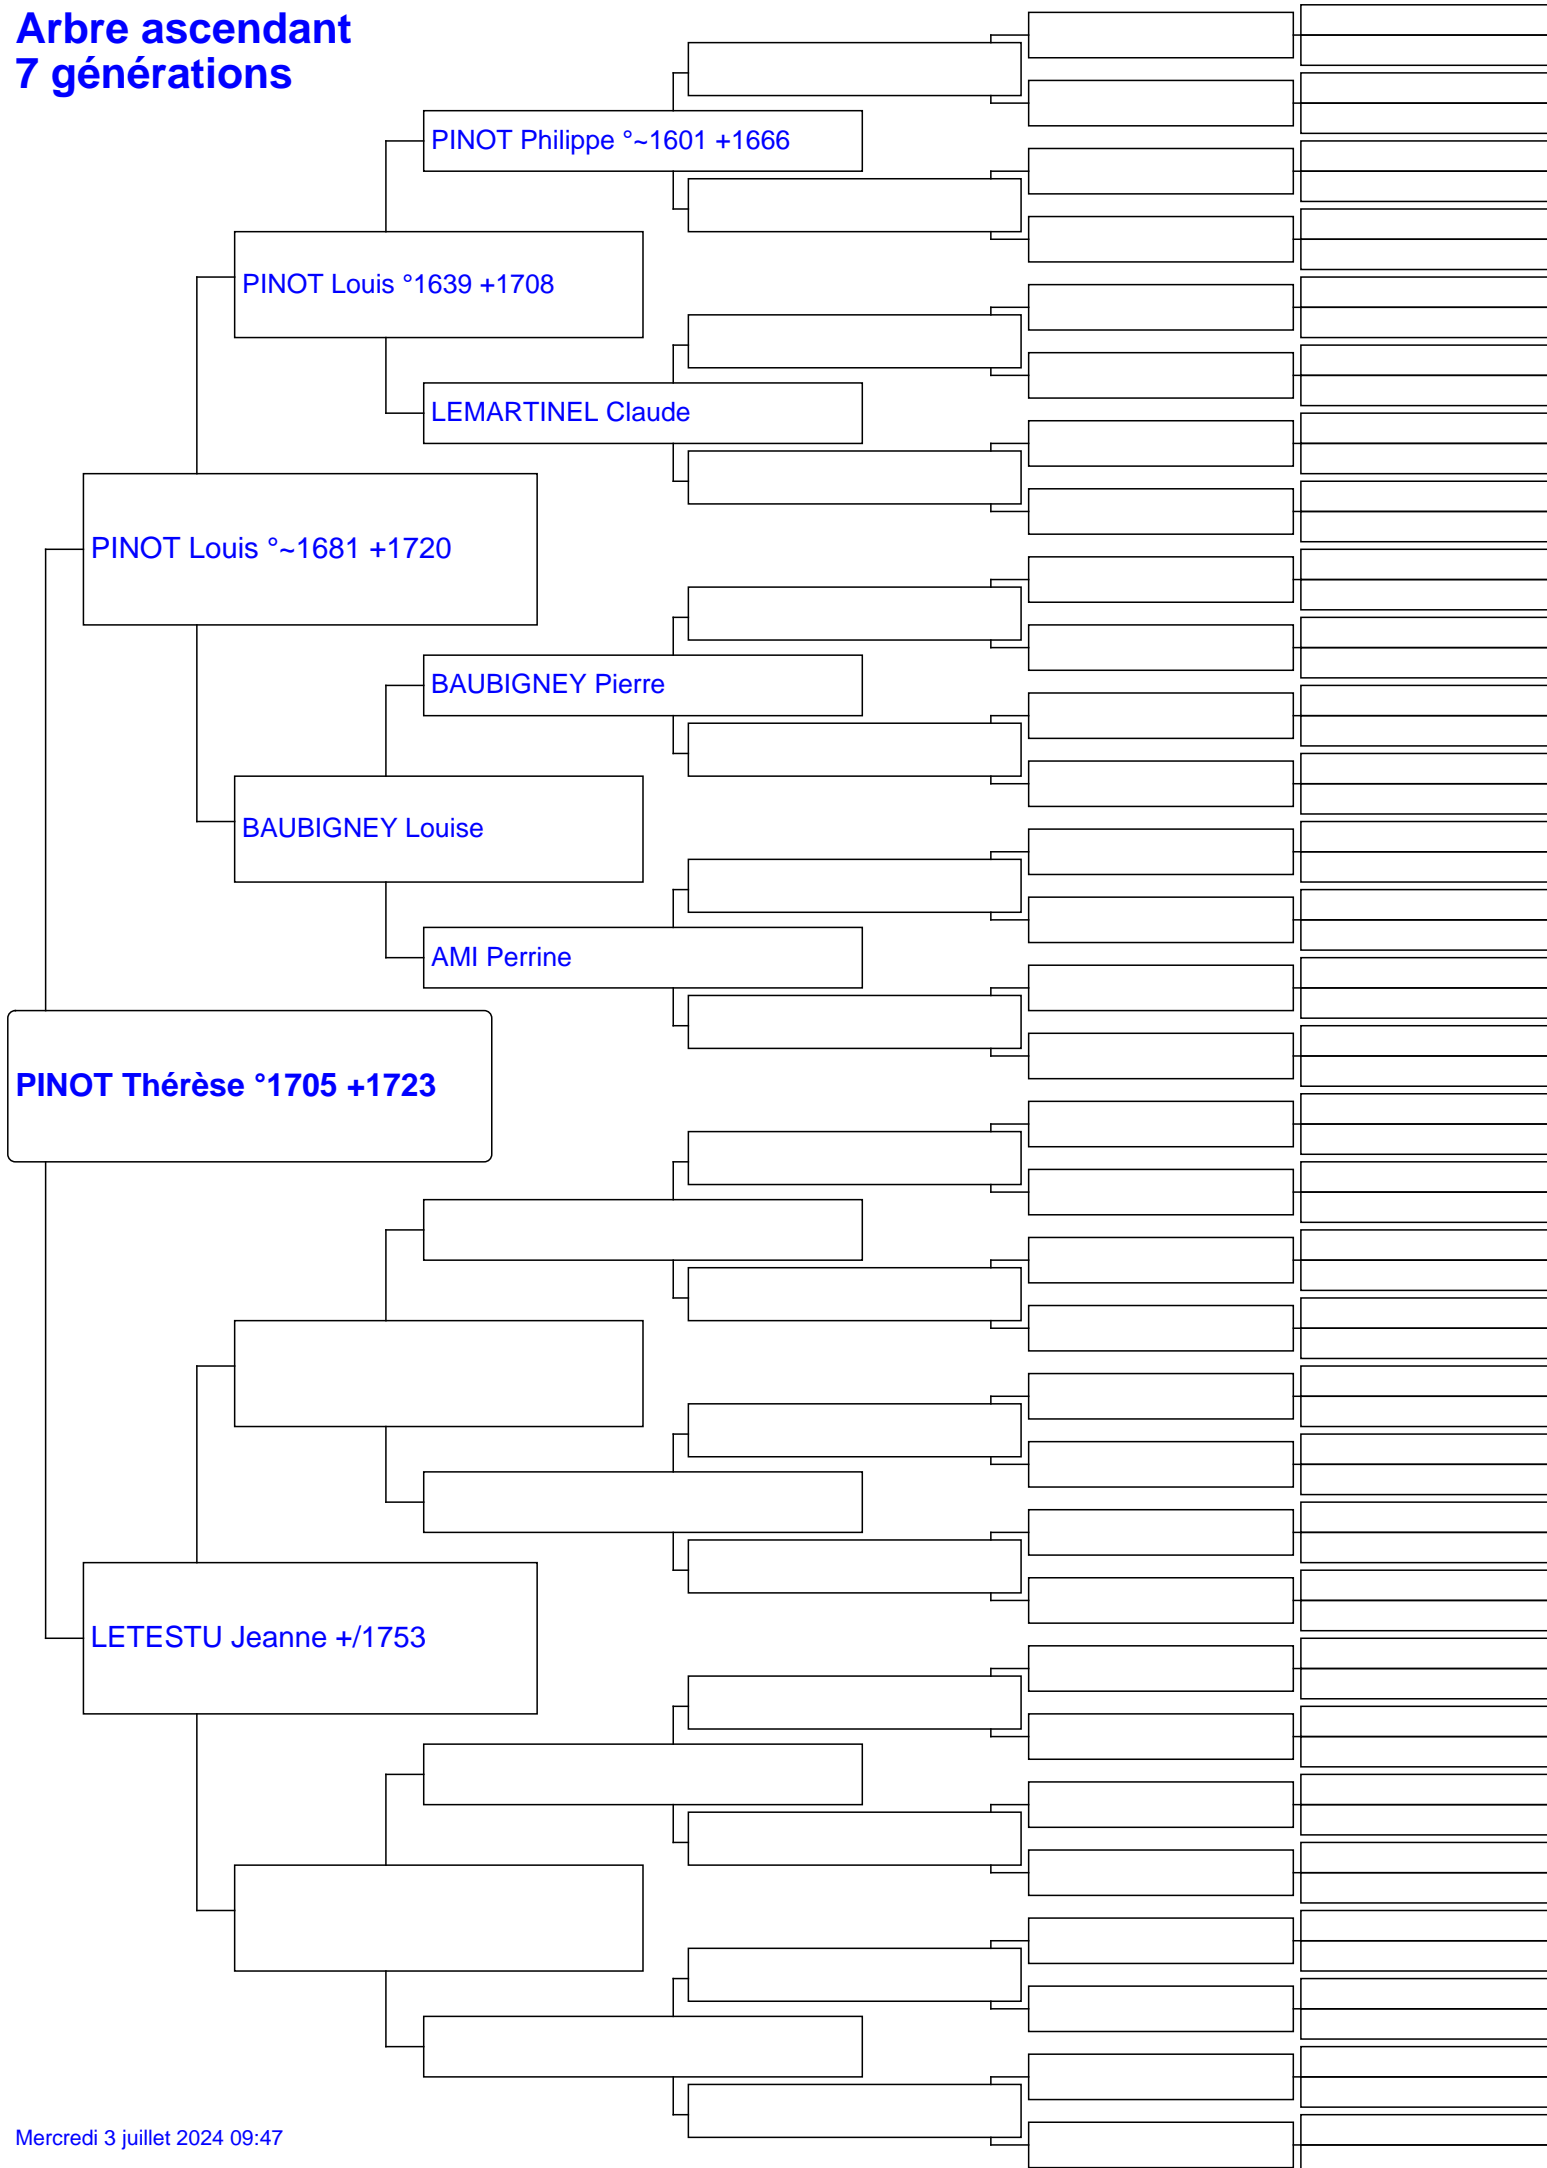 Arbre ascendant
7 générations
PINOT Philippe °~1601 +1666
PINOT Louis °1639 +1708
LEMARTINEL Claude
PINOT Louis °~1681 +1720
BAUBIGNEY Pierre
BAUBIGNEY Louise
AMI Perrine
PINOT Thérèse °1705 +1723
LETESTU Jeanne +/1753
Mercredi 3 juillet 2024 09:47